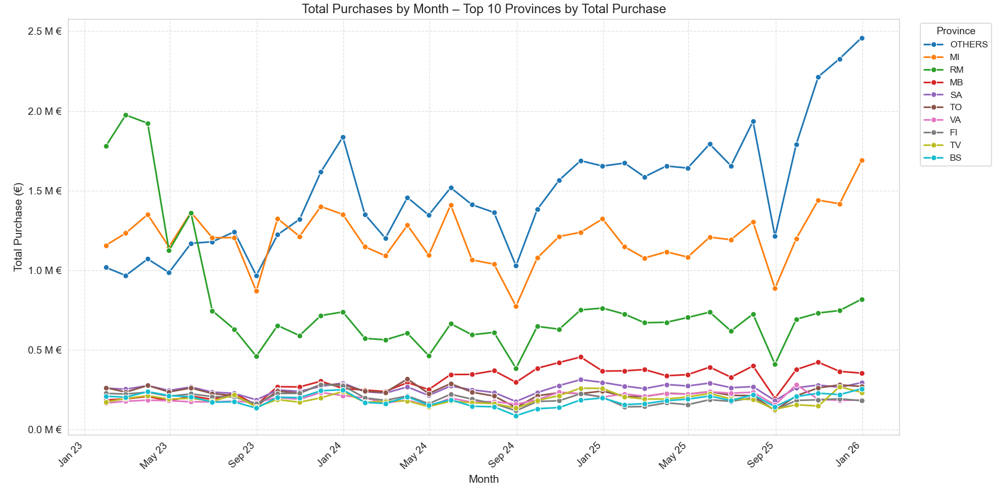 Total Purchases by Month – Top 10 Provinces by Total Purchase
2.5 M €
2.0 M €
1.5 M €
1.0 M €
0.5 M €
0.0 M €
Total Purchase (€)
Jan 23
May 23
Sep 23
Jan 24
May 24
Sep 24
Jan 25
May 25
Sep 25
Jan 26
Month
Province
OTHERS
MI
RM
MB
SA
TO
VA
FI
TV
BS